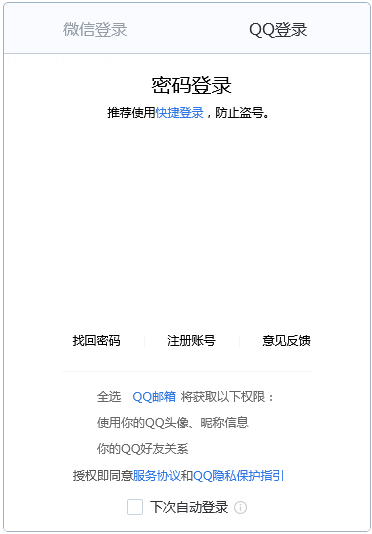 微信登录 QQ登录
密码登录
推荐使用快捷登录，防止盗号。
找回密码 注册账号 意见反馈
全选 QQ邮箱 将获取以下权限：
使用你的QQ头像、昵称信息
你的QQ好友关系
授权即同意服务协议和QQ隐私保护指引
下次自动登录